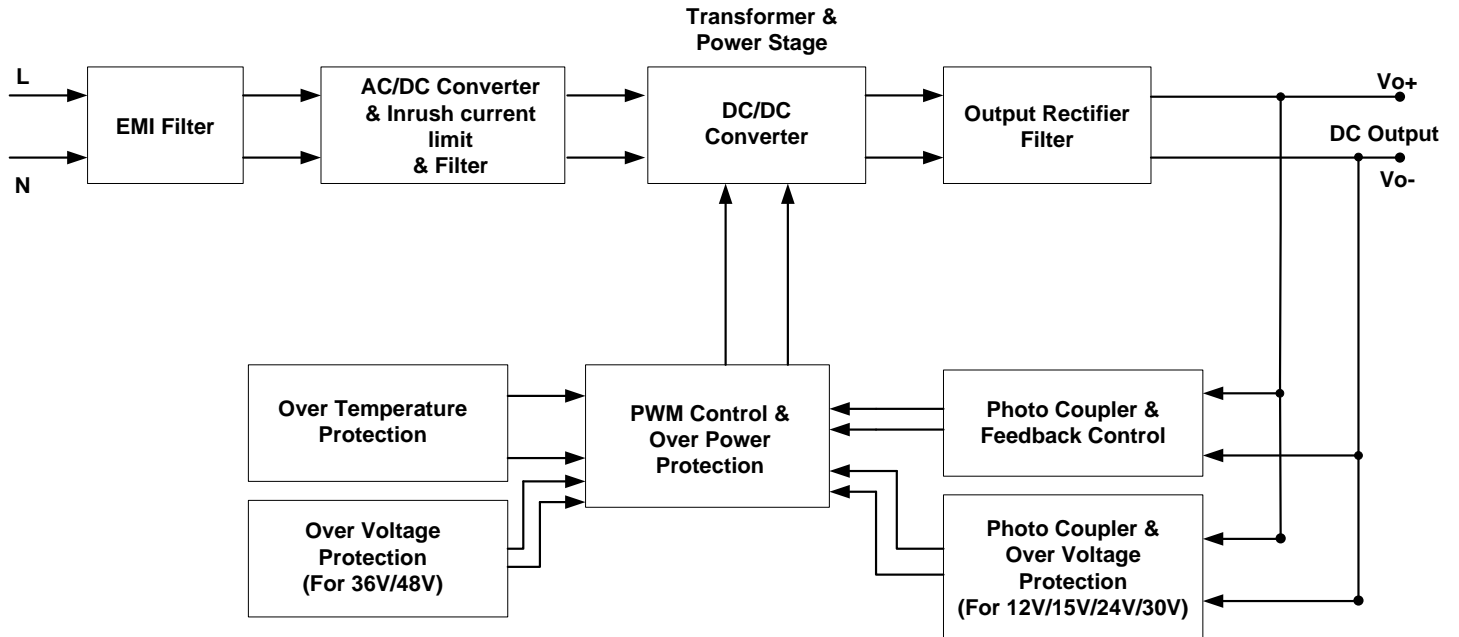 Transformer &
Power Stage
L
N
EMI Filter
AC/DC Converter
& Inrush current
limit
& Filter
DC/DC
Converter
Output Rectifier
Filter
Vo+
DC Output
Vo-
Over Temperature
Protection
PWM Control &
Over Power
Protection
Photo Coupler &
Feedback Control
Over Voltage
Protection
(For 36V/48V)
Photo Coupler &
Over Voltage
Protection
(For 12V/15V/24V/30V)